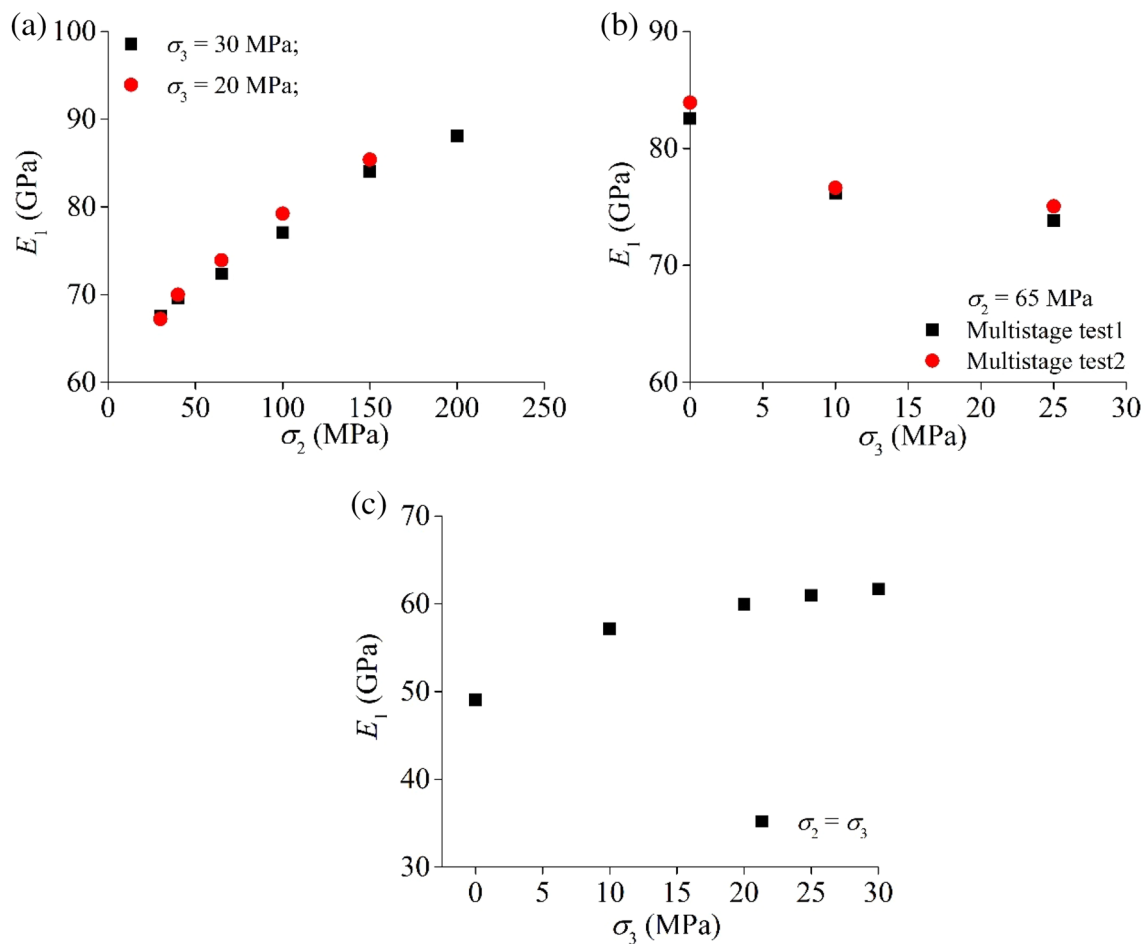 (a)
100
90
80
70
60
E₁ (GPa)
σ₃ = 30 MPa;
σ₃ = 20 MPa;
0 50 100 150 200 250
σ₂ (MPa)
(b)
90
80
70
60
E₁ (GPa)
σ₂ = 65 MPa
Multistage test1
Multistage test2
0 5 10 15 20 25 30
σ₃ (MPa)
(c)
70
60
50
40
30
E₁ (GPa)
σ₂ = σ₃
0 5 10 15 20 25 30
σ₃ (MPa)